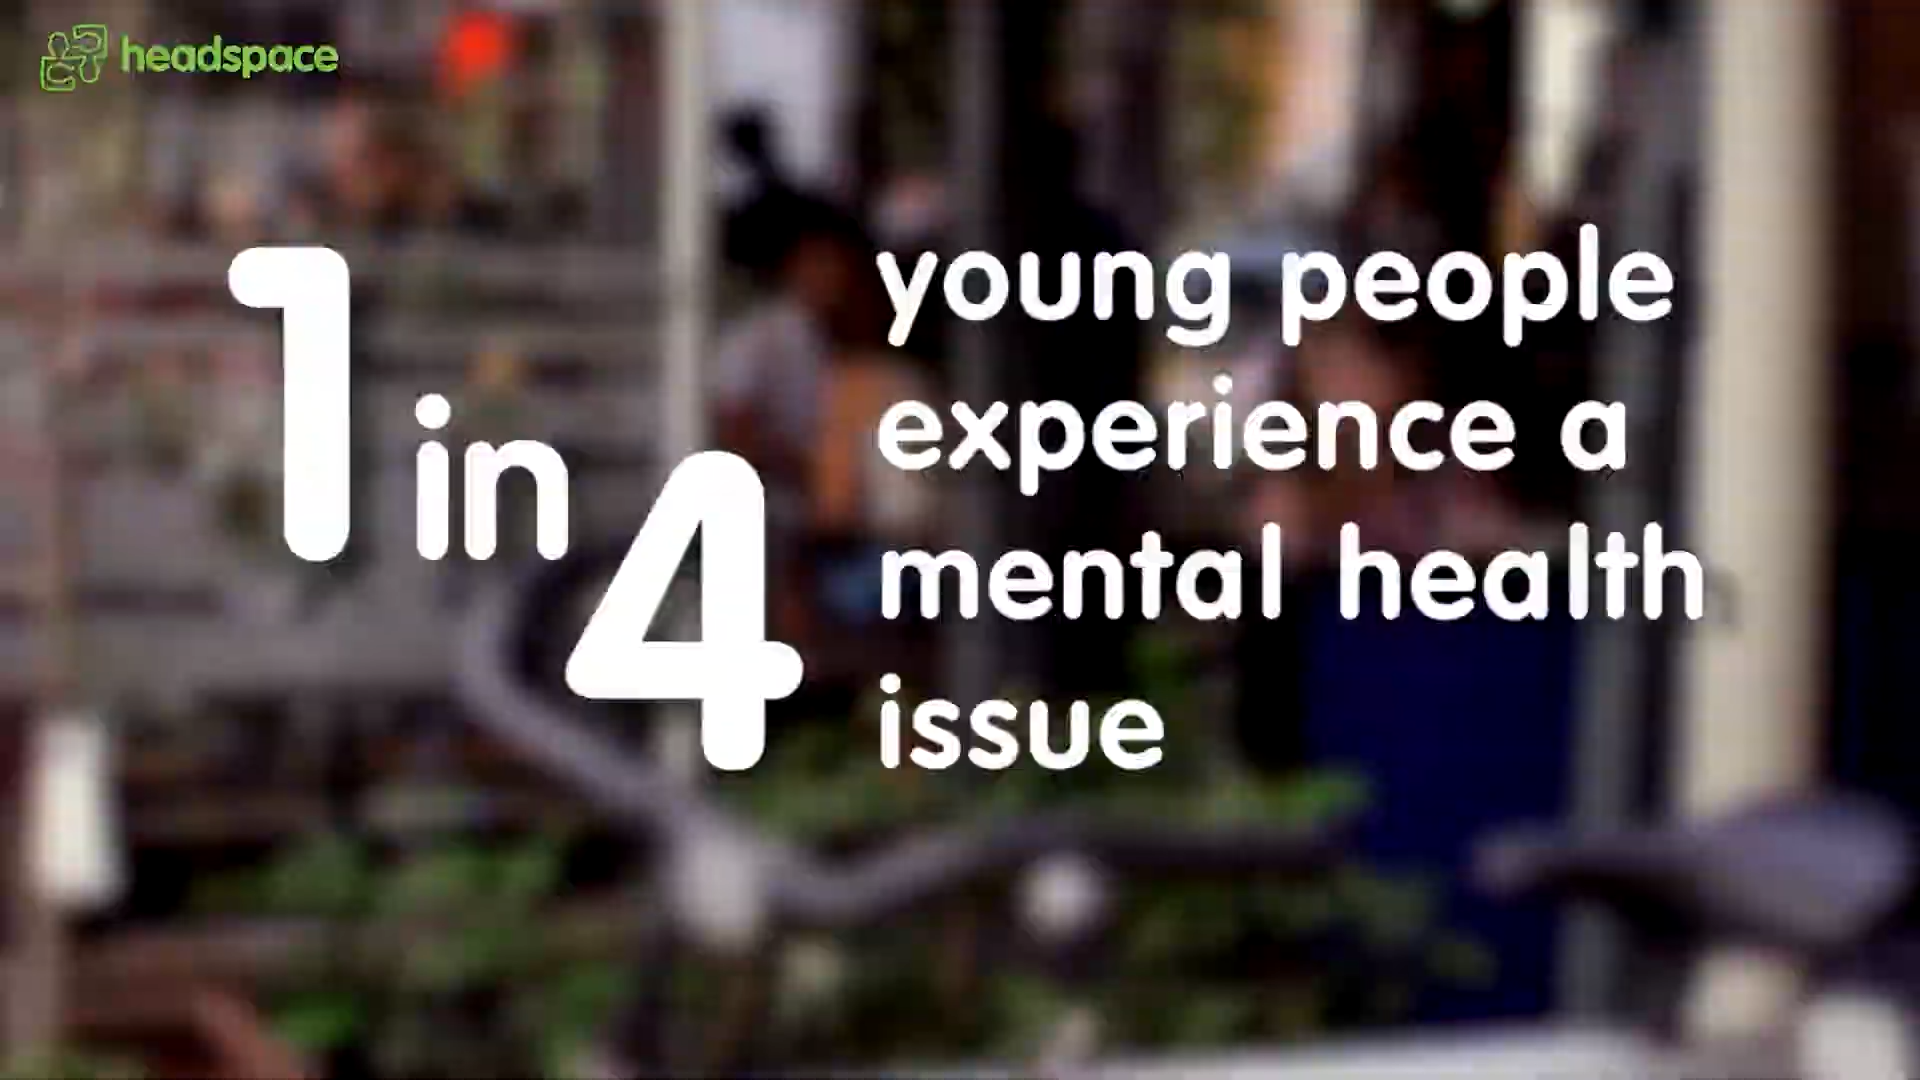 headspace
1 in 4
young people
experience a
mental health
issue